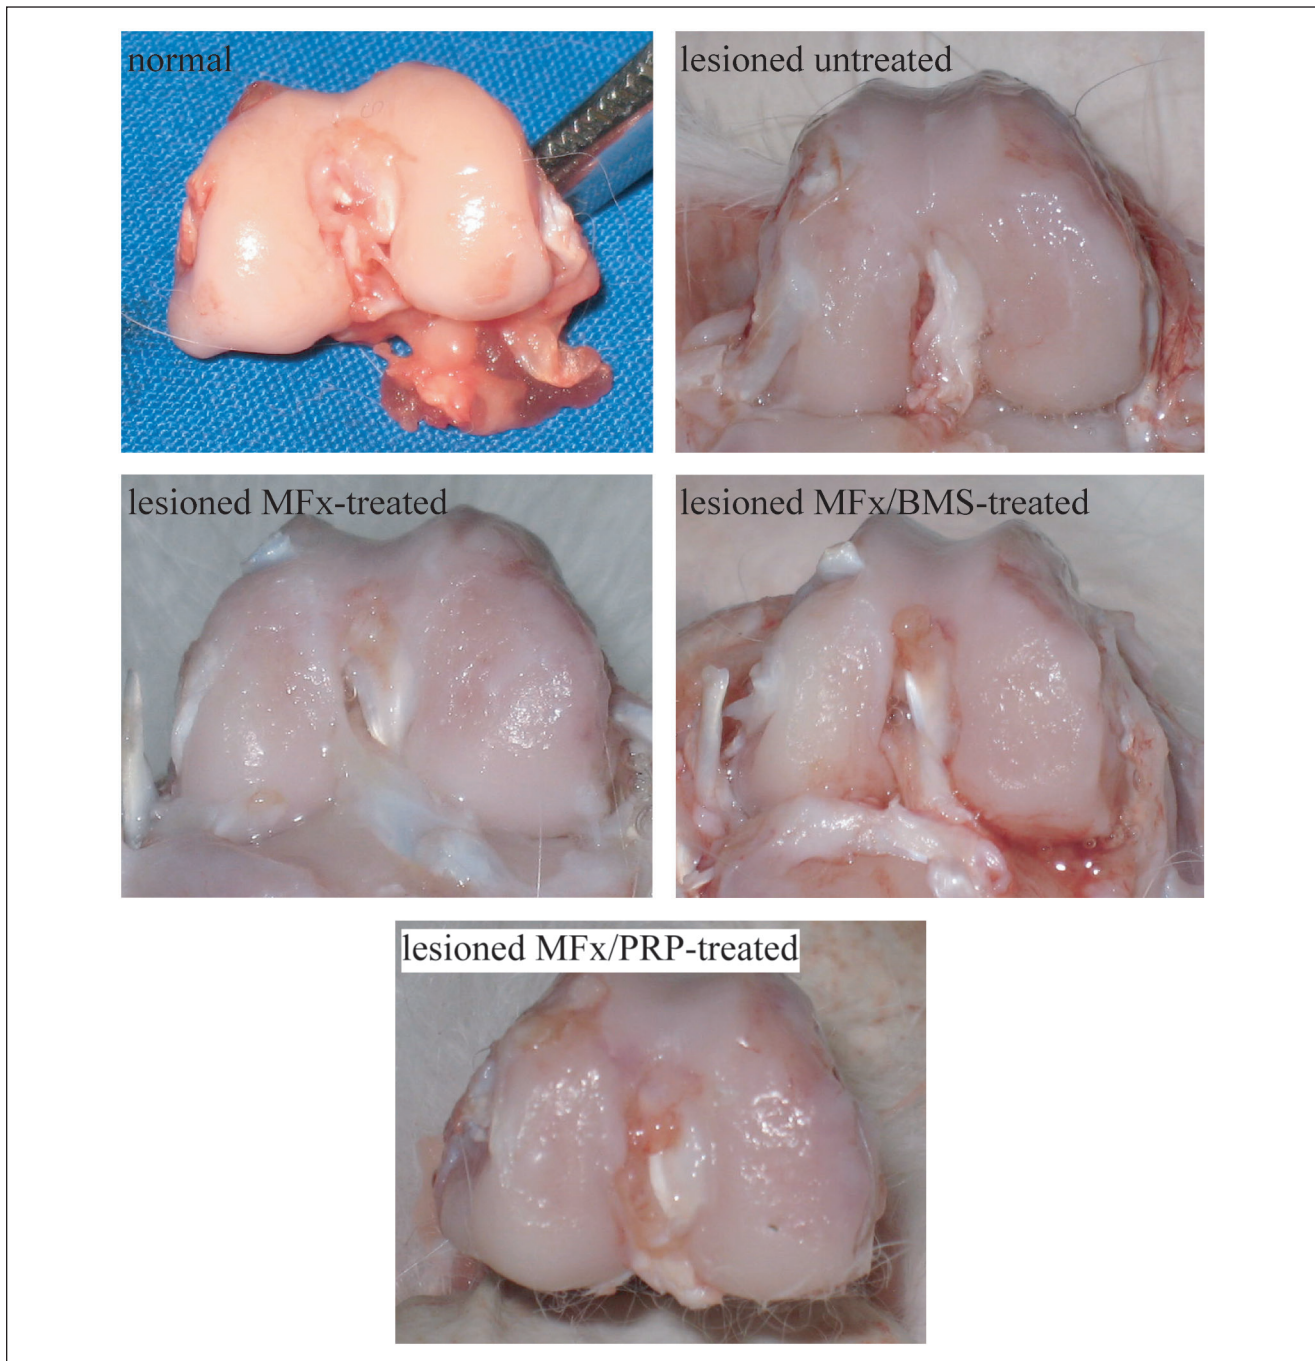 normal
lesioned untreated
lesioned MFx-treated
lesioned MFx/BMS-treated
lesioned MFx/PRP-treated